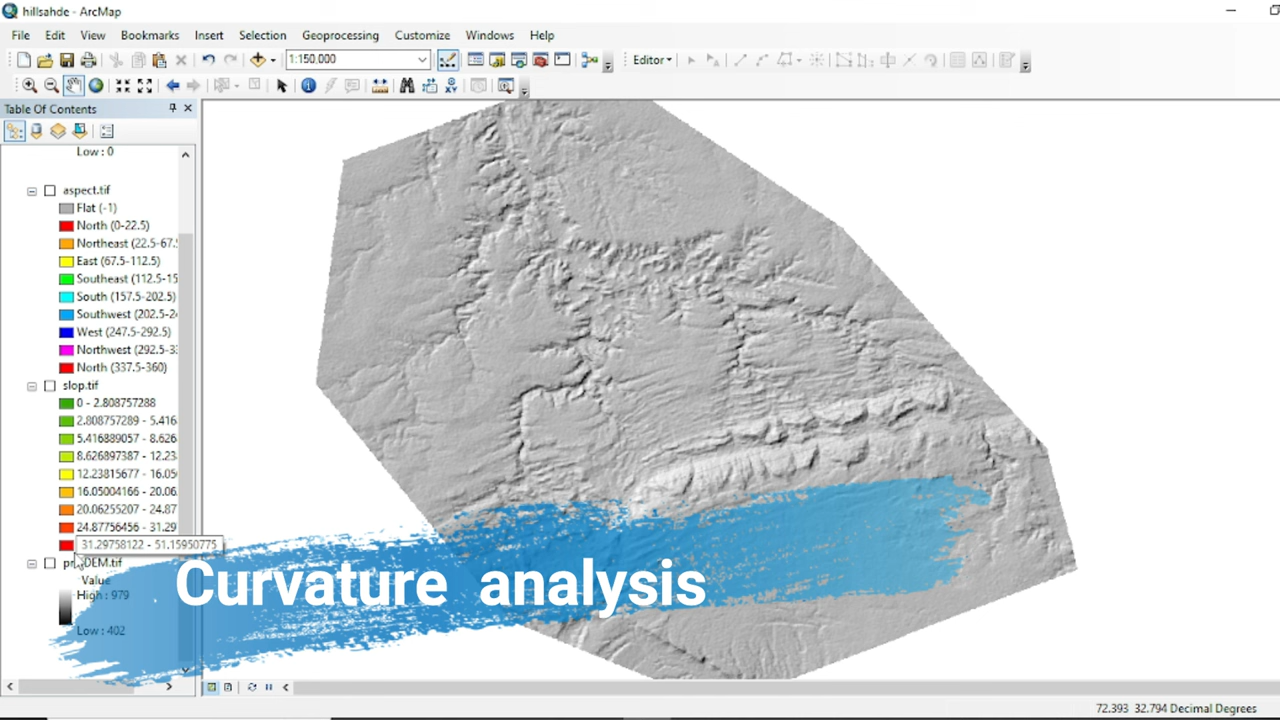 hillsahde - ArcMap
File Edit View Bookmarks Insert Selection Geoprocessing Customize Windows Help
1:150,000
Editor
Table Of Contents
Low : 0
aspect.tif
Flat (-1)
North (0-22.5)
Northeast (22.5-67.5
East (67.5-112.5)
Southeast (112.5-15
South (157.5-202.5)
Southwest (202.5-24
West (247.5-292.5)
Northwest (292.5-33
North (337.5-360)
slop.tif
0 - 2.808757288
2.808757289 - 5.416
5.416889057 - 8.626
8.626897387 - 12.23
12.23815677 - 16.05
16.05004166 - 20.06
20.06255207 - 24.87
24.87756456 - 31.29
31.29758122 - 51.15950775
Value
High : 979
Low : 402
Curvature analysis
72.393 32.794 Decimal Degrees